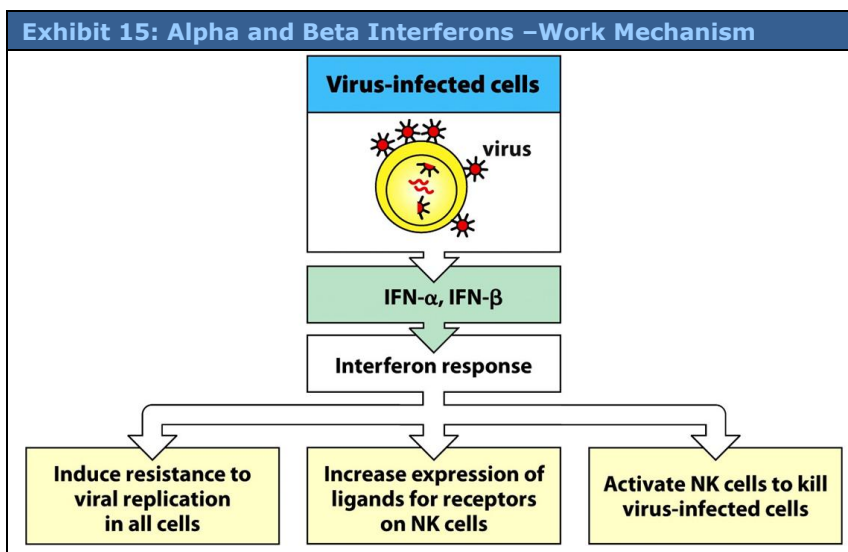 Exhibit 15: Alpha and Beta Interferons –Work Mechanism
Virus-infected cells
virus
IFN-α, IFN-β
Interferon response
Induce resistance to
viral replication
in all cells
Increase expression of
ligands for receptors
on NK cells
Activate NK cells to kill
virus-infected cells